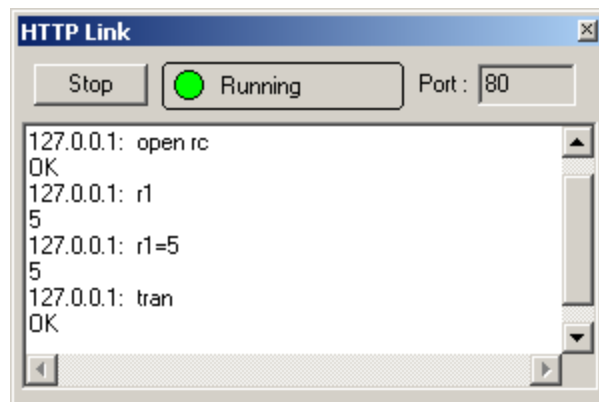 HTTP Link
Stop Running Port : 80
127.0.0.1: open rc
OK
127.0.0.1: r1
5
127.0.0.1: r1=5
5
127.0.0.1: tran
OK